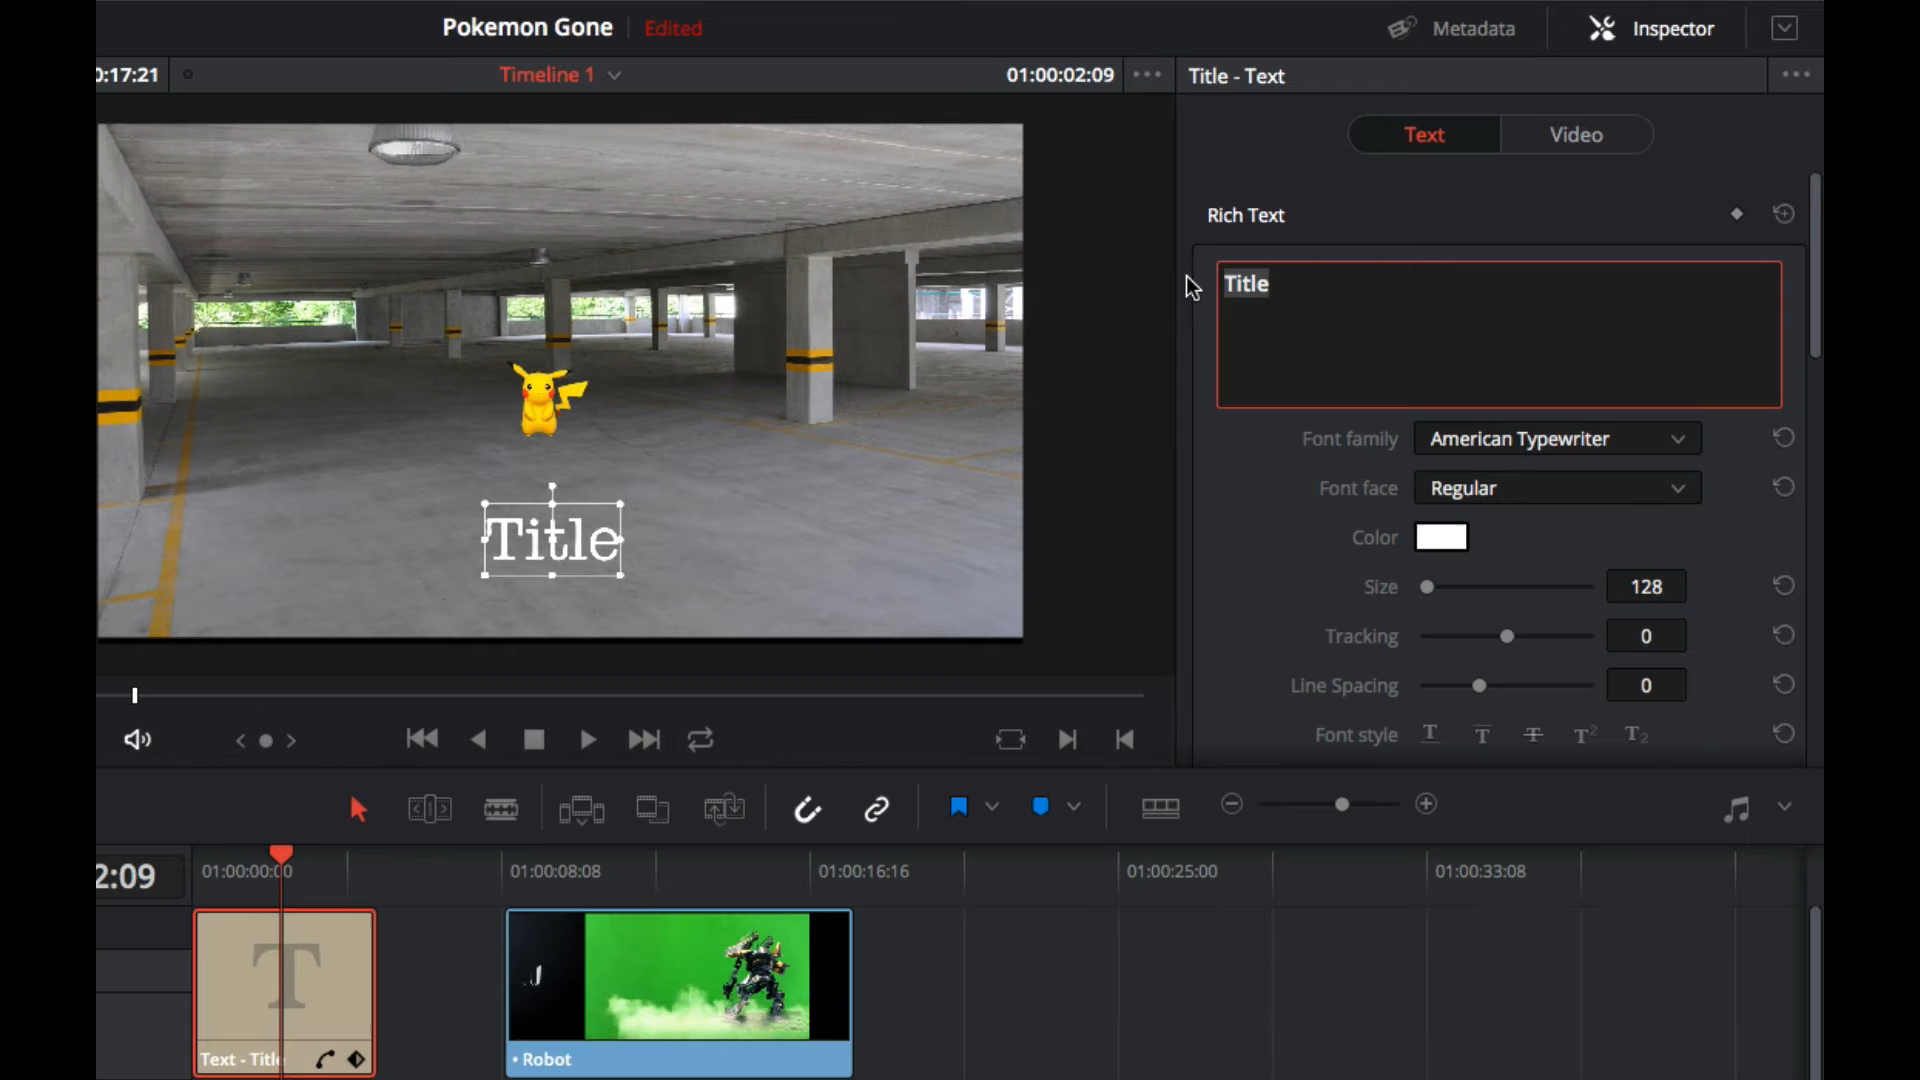 Pokemon Gone
Edited
Metadata
Inspector
0:17:21
Timeline 1
01:00:02:09
Title - Text
Text
Video
Rich Text
Title
Font family
American Typewriter
Font face
Regular
Color
Title
Size
128
Tracking
0
Line Spacing
0
Font style
T T T T2 T2
2:09
01:00:00:00
01:00:08:08
01:00:16:16
01:00:25:00
01:00:33:08
T
Text - Title
• Robot